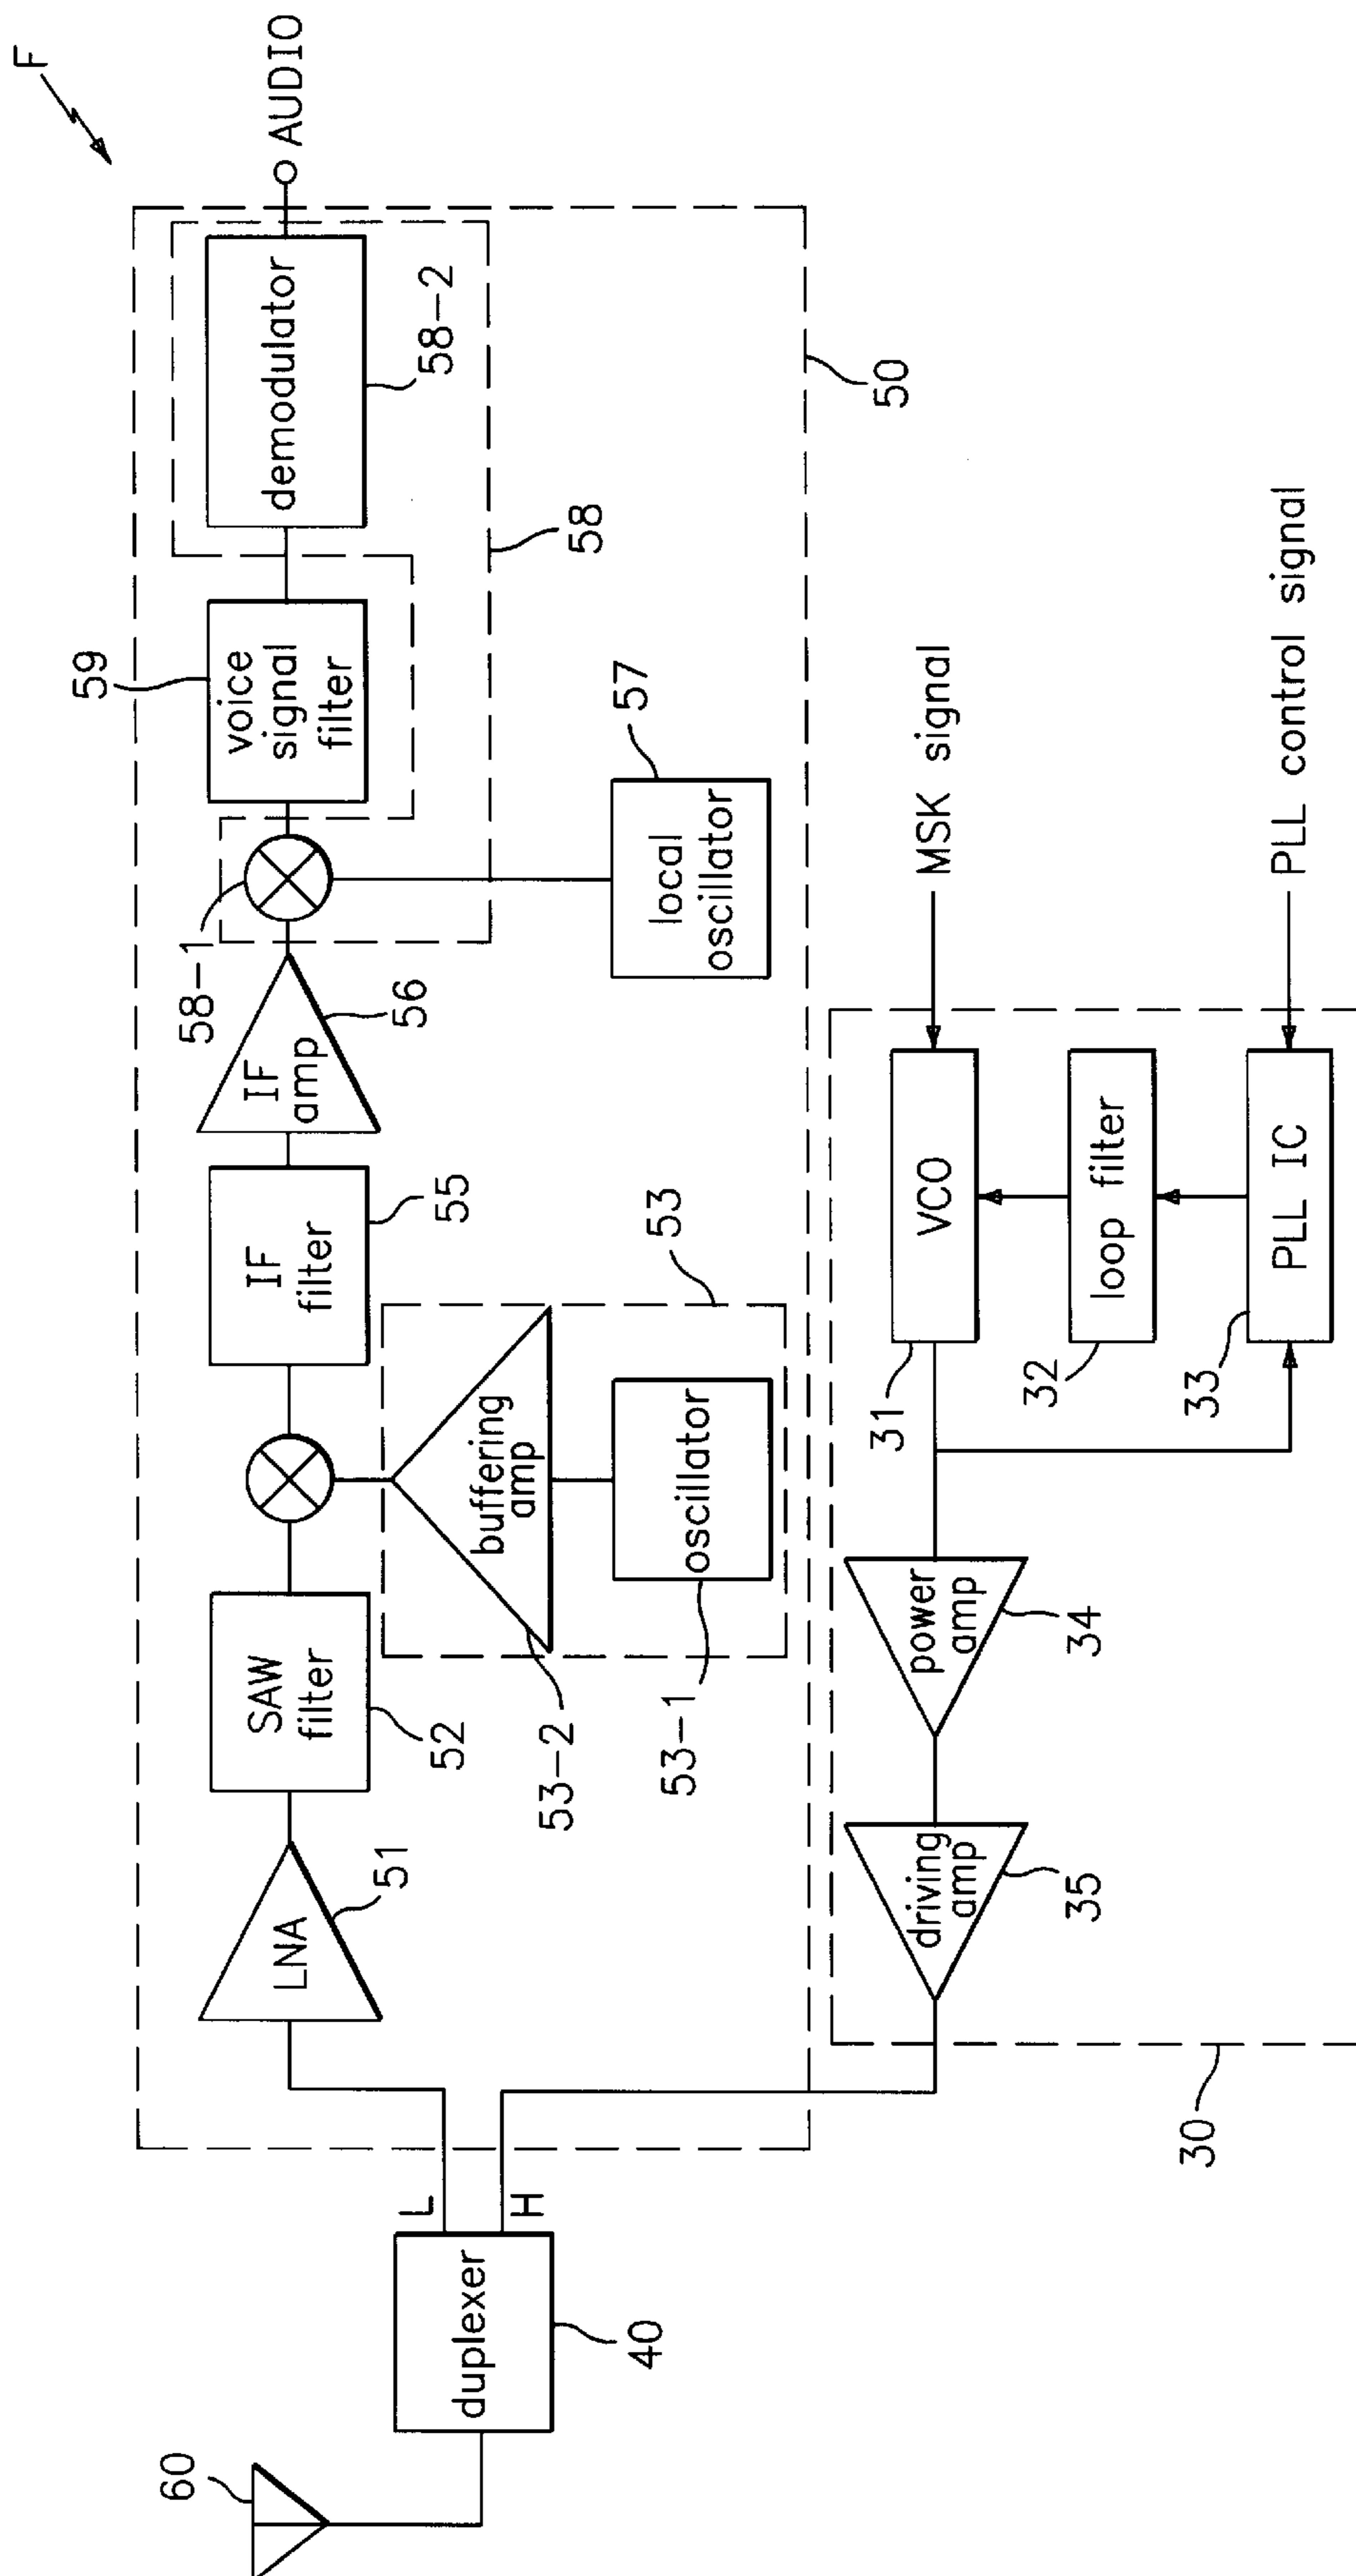 F
AUDIO
59
58-1
voice
signal
filter
demodulator
58-2
58
50
IF
amp
56
local
oscillator
57
IF
filter
55
SAW
filter
52
LNA
51
buffering
amp
53-2
oscillator
53-1
53
60
duplexer
40
L
H
MSK signal
PLL control signal
VCO
31
loop filter
32
PLL IC
33
power
amp
34
driving
amp
35
30